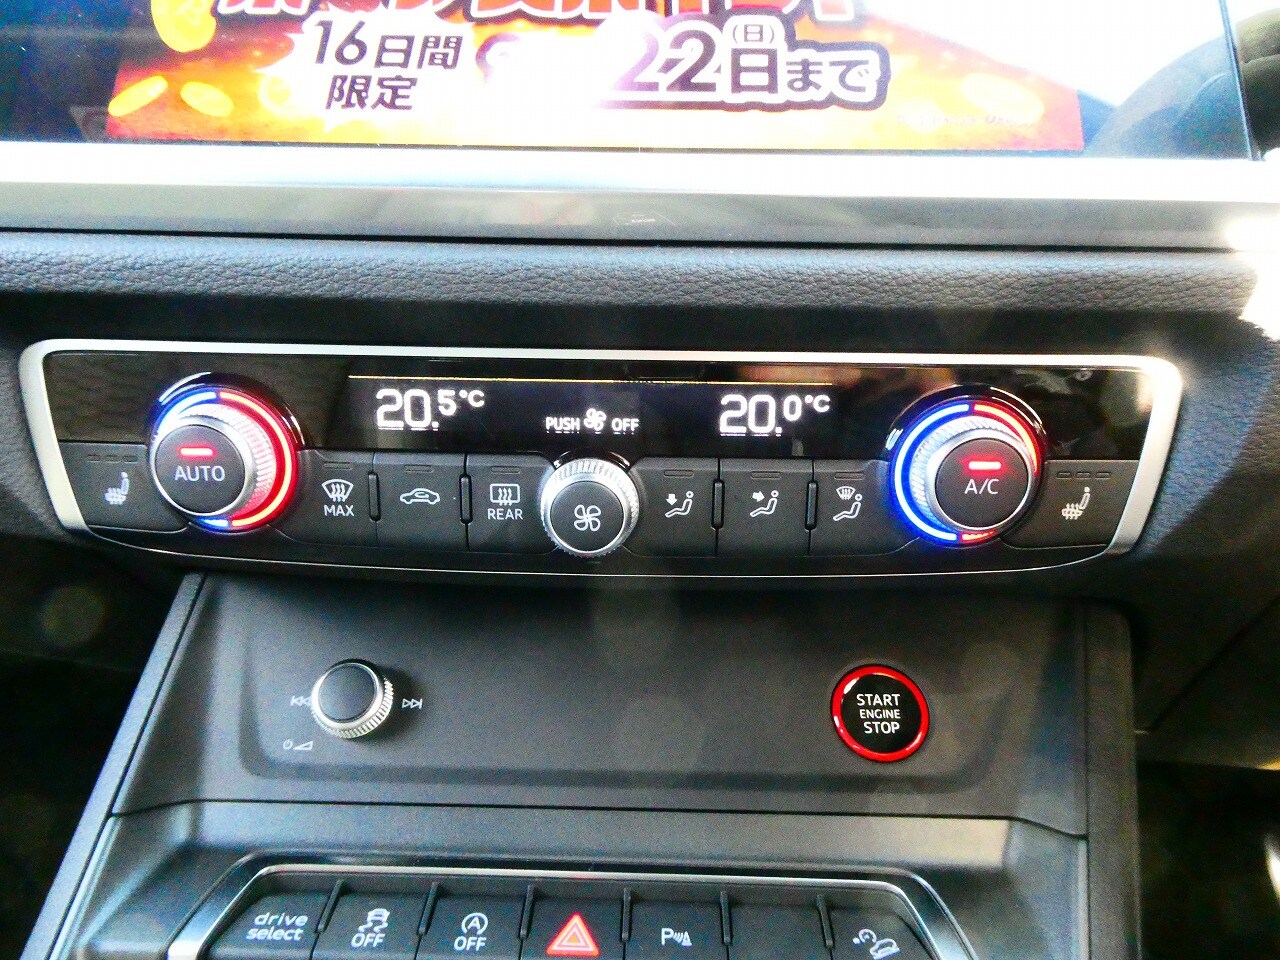 16日間
限定
22日(日)まで
20.5°C
PUSH OFF
20.0°C
AUTO
MAX
REAR
A/C
START
ENGINE
STOP
drive
select
OFF
OFF
P